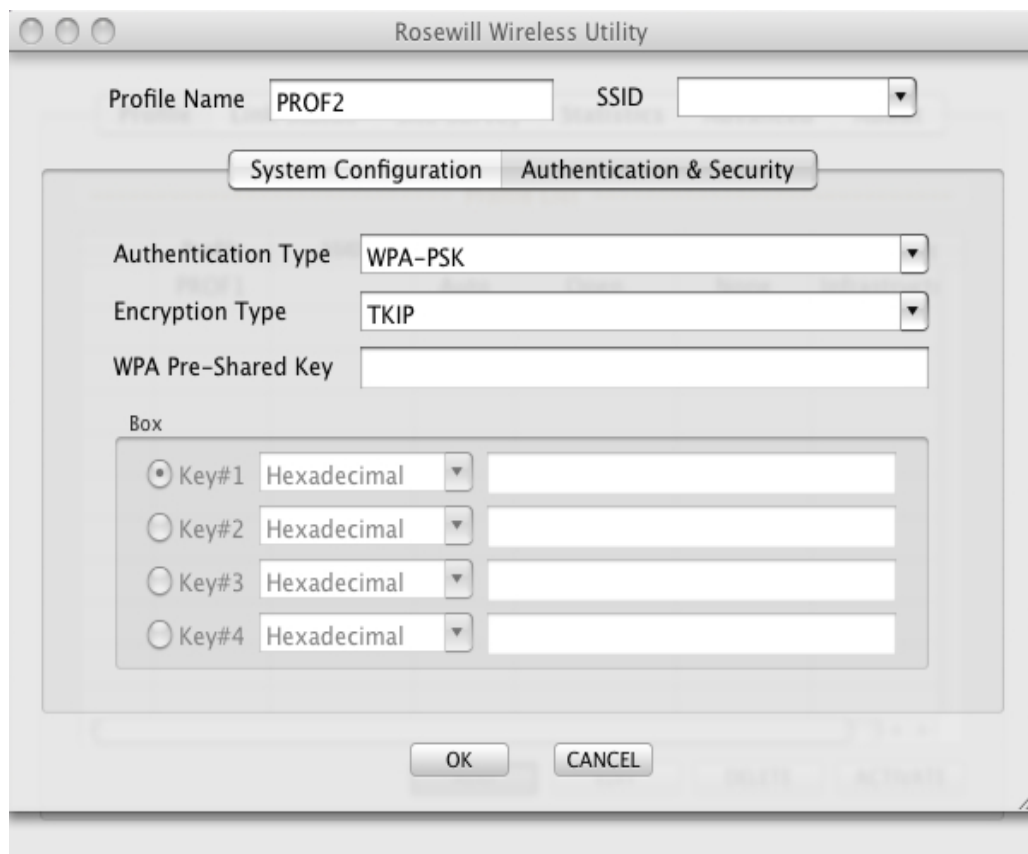 Rosewill Wireless Utility
Profile Name PROF2 SSID
System Configuration Authentication & Security
Authentication Type WPA-PSK
Encryption Type TKIP
WPA Pre-Shared Key
Box
Key#1 Hexadecimal
Key#2 Hexadecimal
Key#3 Hexadecimal
Key#4 Hexadecimal
OK CANCEL